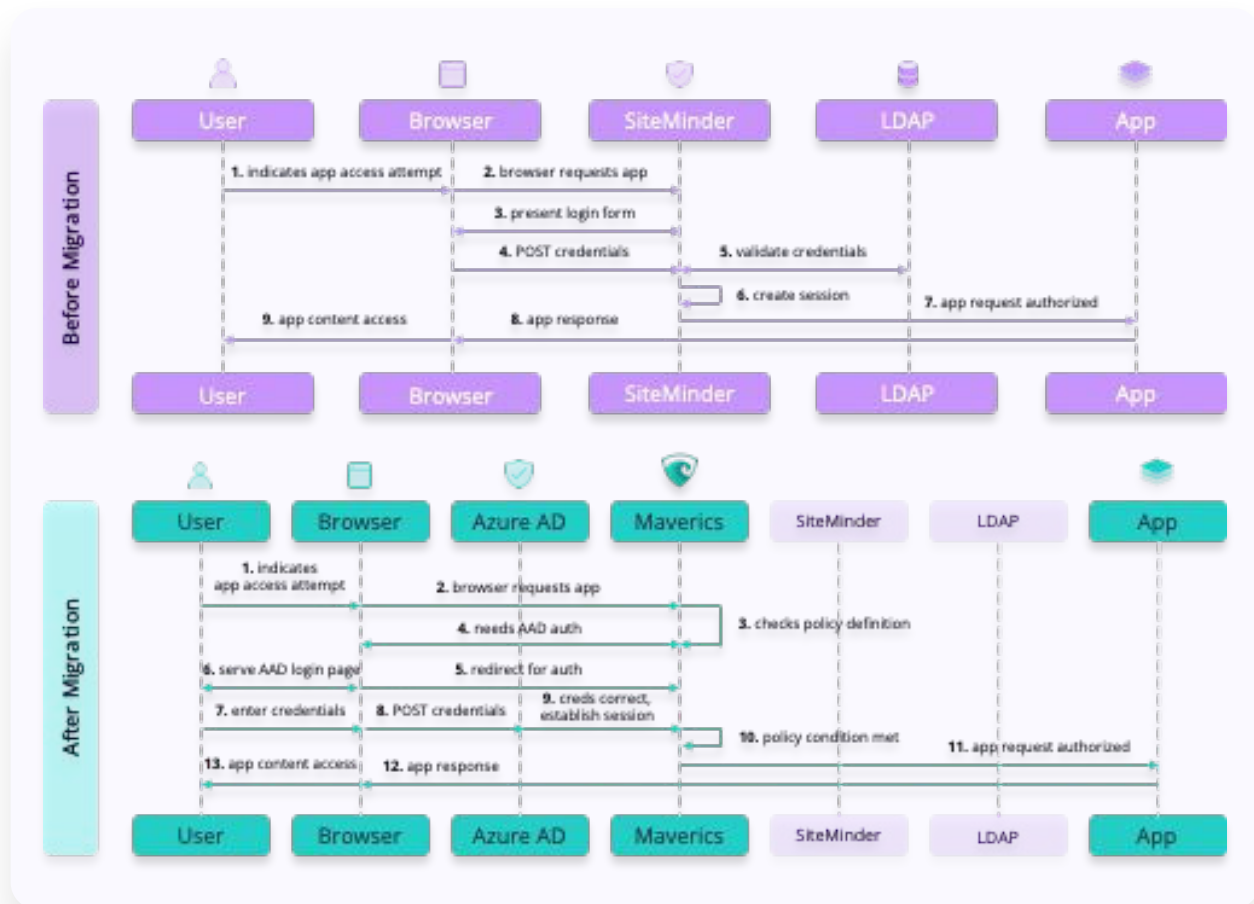 Before Migration
User
Browser
SiteMinder
LDAP
App
1. indicates app access attempt
2. browser requests app
3. present login form
4. POST credentials
5. validate credentials
6. create session
7. app request authorized
9. app content access
8. app response
User
Browser
SiteMinder
LDAP
App
After Migration
User
Browser
Azure AD
Maverics
SiteMinder
LDAP
App
1. indicates
app access attempt
2. browser requests app
3. checks policy definition
4. needs AAD auth
6. serve AAD login page
5. redirect for auth
7. enter credentials
8. POST credentials
9. creds correct,
establish session
10. policy condition met
11. app request authorized
13. app content access
12. app response
User
Browser
Azure AD
Maverics
SiteMinder
LDAP
App